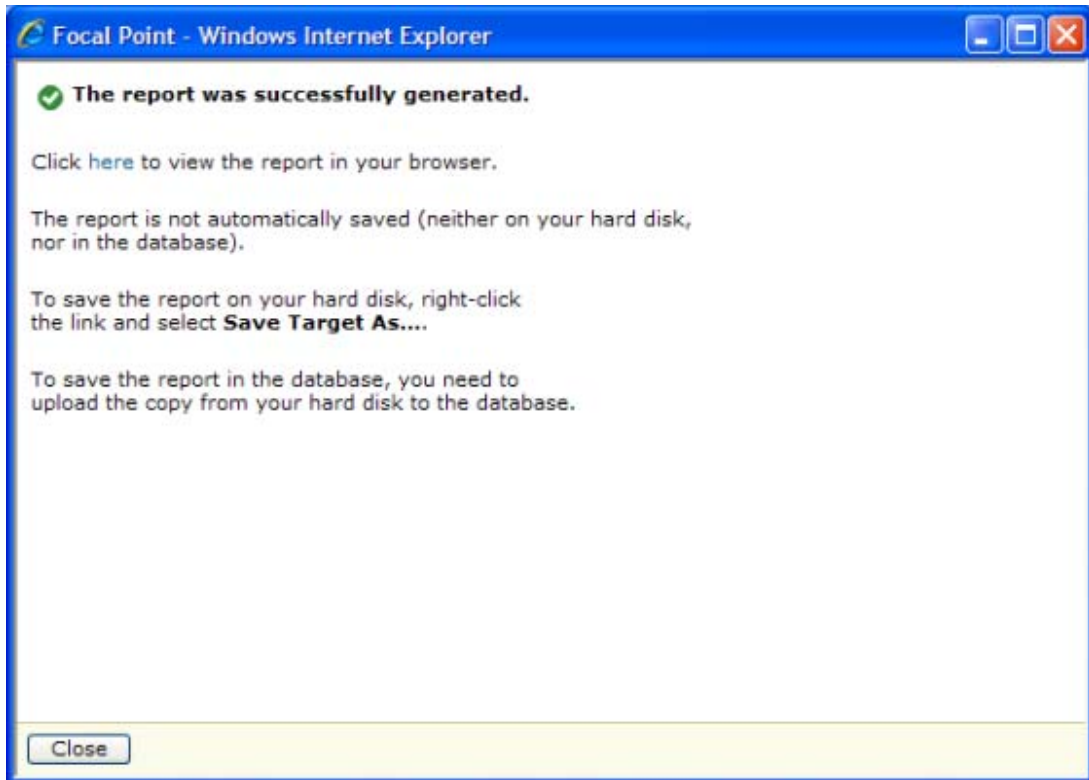 Focal Point - Windows Internet Explorer
The report was successfully generated.
Click here to view the report in your browser.
The report is not automatically saved (neither on your hard disk,
nor in the database).
To save the report on your hard disk, right-click
the link and select Save Target As....
To save the report in the database, you need to
upload the copy from your hard disk to the database.
Close